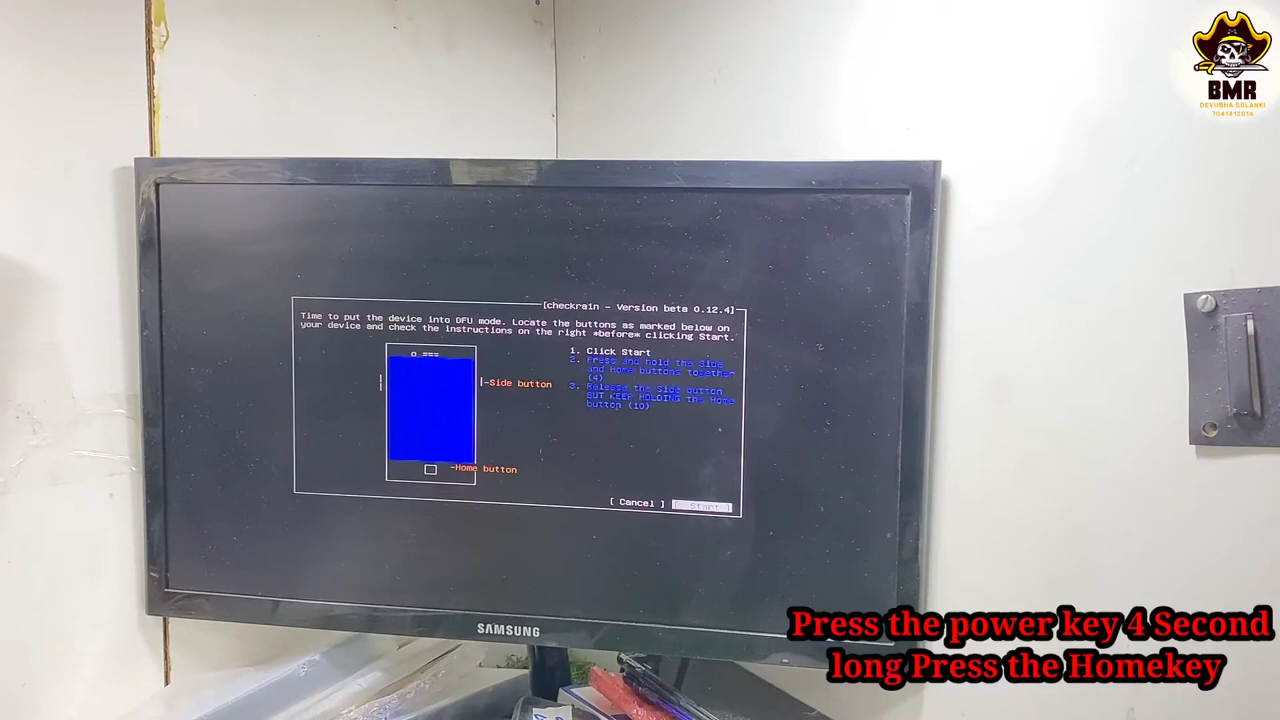 BMR
DEVUBHA SOLANKI
7041412014
[checkra1n - Version beta 0.12.4]
Time to put the device into DFU mode. Locate the buttons as marked below on
your device and check the instructions on the right *before* clicking Start.
o ===
-Side button
-Home button
1. Click Start
2. Press and hold the Side
and Home buttons together
(4)
3. Release the Side button
BUT KEEP HOLDING the Home
button (10)
[ Cancel ] [ Start ]
SAMSUNG
Press the power key 4 Second
long Press the Homekey